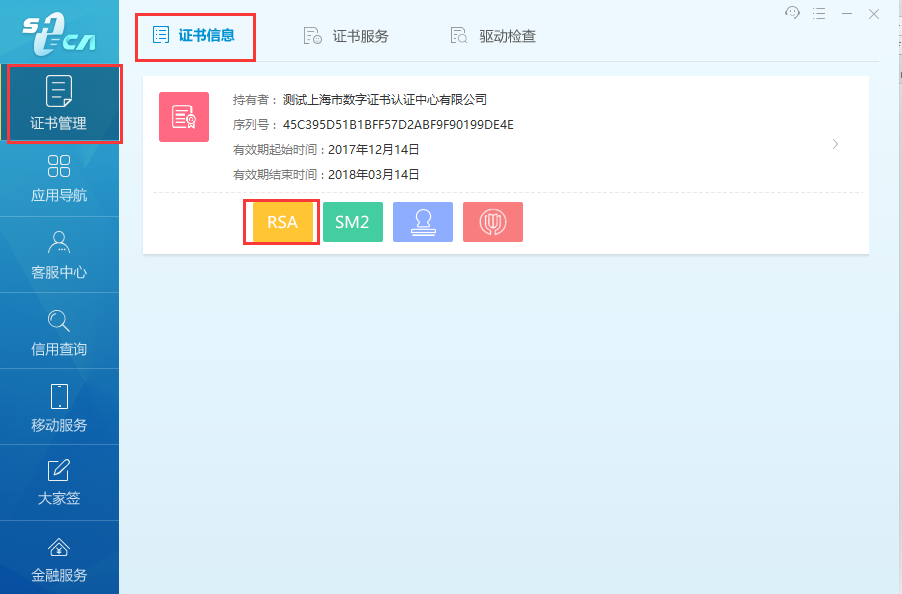 SHECA
证书管理
应用导航
客服中心
信用查询
移动服务
大家签
金融服务
证书信息
证书服务
驱动检查
持有者： 测试上海市数字证书认证中心有限公司
序列号： 45C395D51B1BFF57D2ABF9F90199DE4E
有效期起始时间 : 2017年12月14日
有效期结束时间 : 2018年03月14日
RSA
SM2